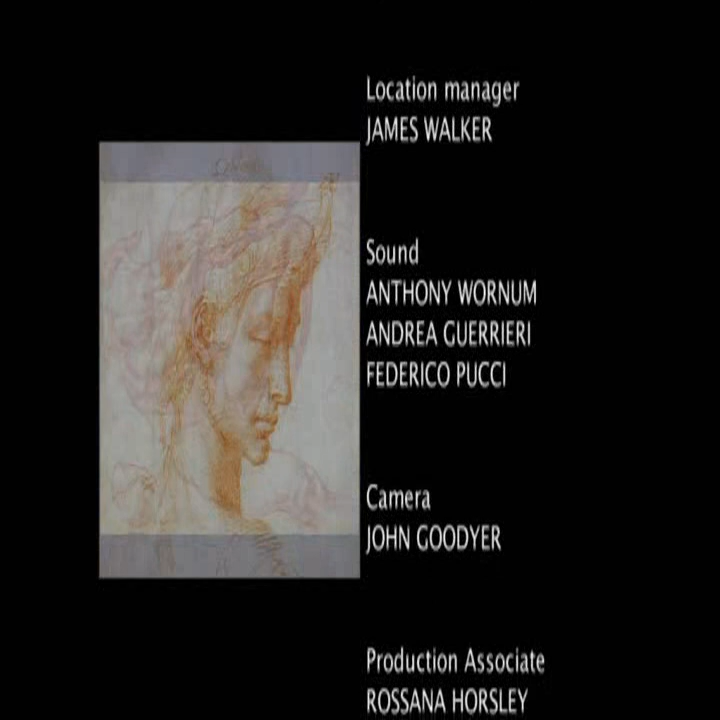 Location manager
JAMES WALKER
Sound
ANTHONY WORNUM
ANDREA GUERRIERI
FEDERICO PUCCI
Camera
JOHN GOODYER
Production Associate
ROSSANA HORSLEY